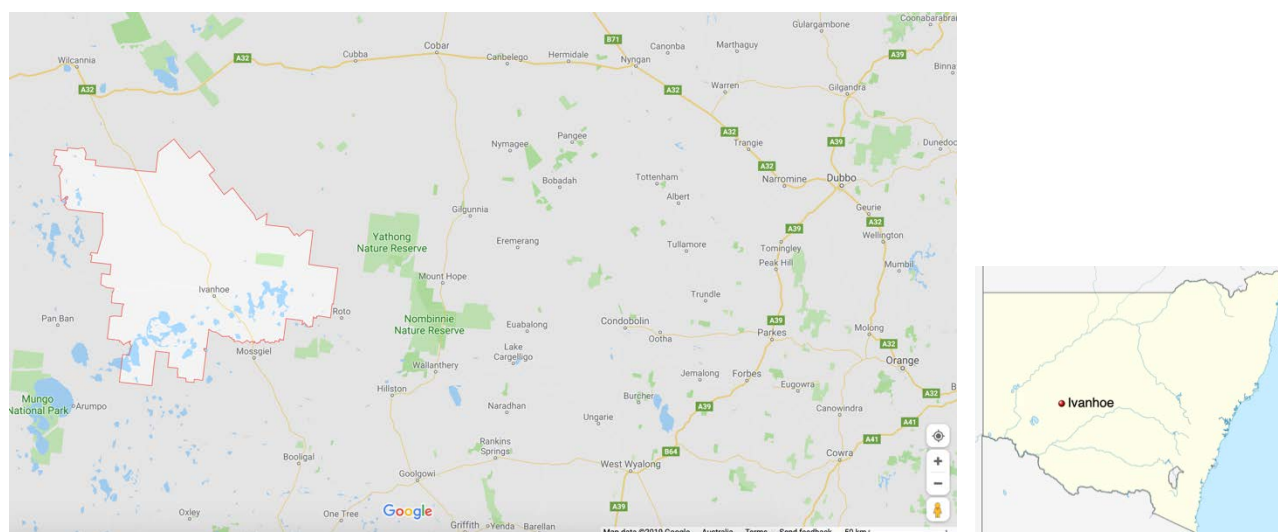 Gulargambone
Coonabarabran
B71
Canonba
Marthaguy
A39
Cobar
Cubba
A32
Canbelego
Hermidale
Nyngan
Wilcannia
A32
Warren
Gilgandra
A32
A32
Pangee
Nymagee
Trangie
A39
Dunedoo
A32
Bobadah
Tottenham
Narromine
Dubbo
Albert
Gilgunnia
Geurie
A32
Yathong
Nature Reserve
Eremerang
Tullamore
A39
Tomingley
Wellington
Peak Hill
Mumbil
Mount Hope
Ivanhoe
Trundle
Roto
Pan Ban
Nombinnie
Nature Reserve
Euabalong
Condobolin
A39
Parkes
Molong
Ootha
A32
Mossgiel
Lake
Cargelligo
Orange
Wallanthery
Jemalong
Forbes
Eugowra
Hillston
Burcher
A32
Mungo
National Park
Arumpo
Naradhan
A39
Canowindra
Ungarie
A41
A41
Rankins
Springs
B64
Cowra
Booligal
West Wyalong
Goolgowi
Oxley
One Tree
Google
A39
Griffith
Yenda
Barellan
Map data ©2019 Google
Australia
Terms
Send feedback
50 km
Ivanhoe